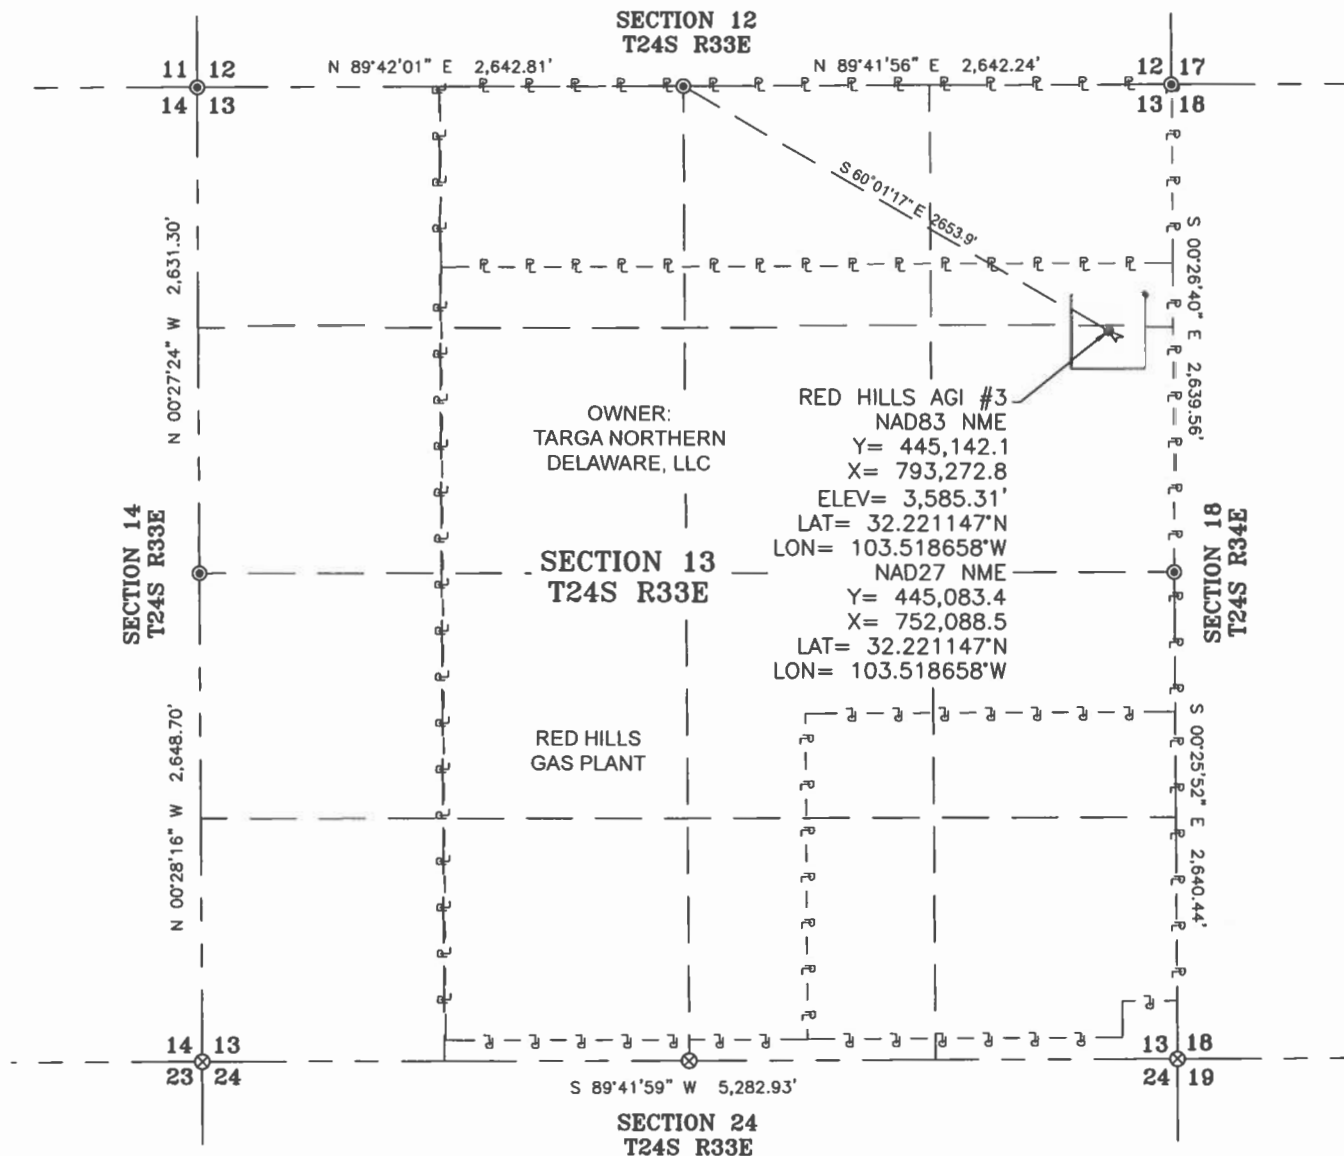 SECTION 12
T24S R33E
N 89°42'01" E 2,642.81'
N 89°41'56" E 2,642.24'
11 12
14 13
12 17
13 18
S 60°01'17" E 2653.9'
N 00°27'24" W 2,631.30'
S 00°26'40" E 2,639.56'
OWNER:
TARGA NORTHERN
DELAWARE, LLC
RED HILLS AGI #3
NAD83 NME
Y= 445,142.1
X= 793,272.8
ELEV= 3,585.31'
LAT= 32.221147°N
LON= 103.518658°W
NAD27 NME
Y= 445,083.4
X= 752,088.5
LAT= 32.221147°N
LON= 103.518658°W
SECTION 14
T24S R33E
SECTION 13
T24S R33E
SECTION 18
T24S R34E
N 00°28'16" W 2,648.70'
RED HILLS
GAS PLANT
S 00°25'52" E 2,640.44'
14 13
23 24
13 18
24 19
S 89°41'59" W 5,282.93'
SECTION 24
T24S R33E